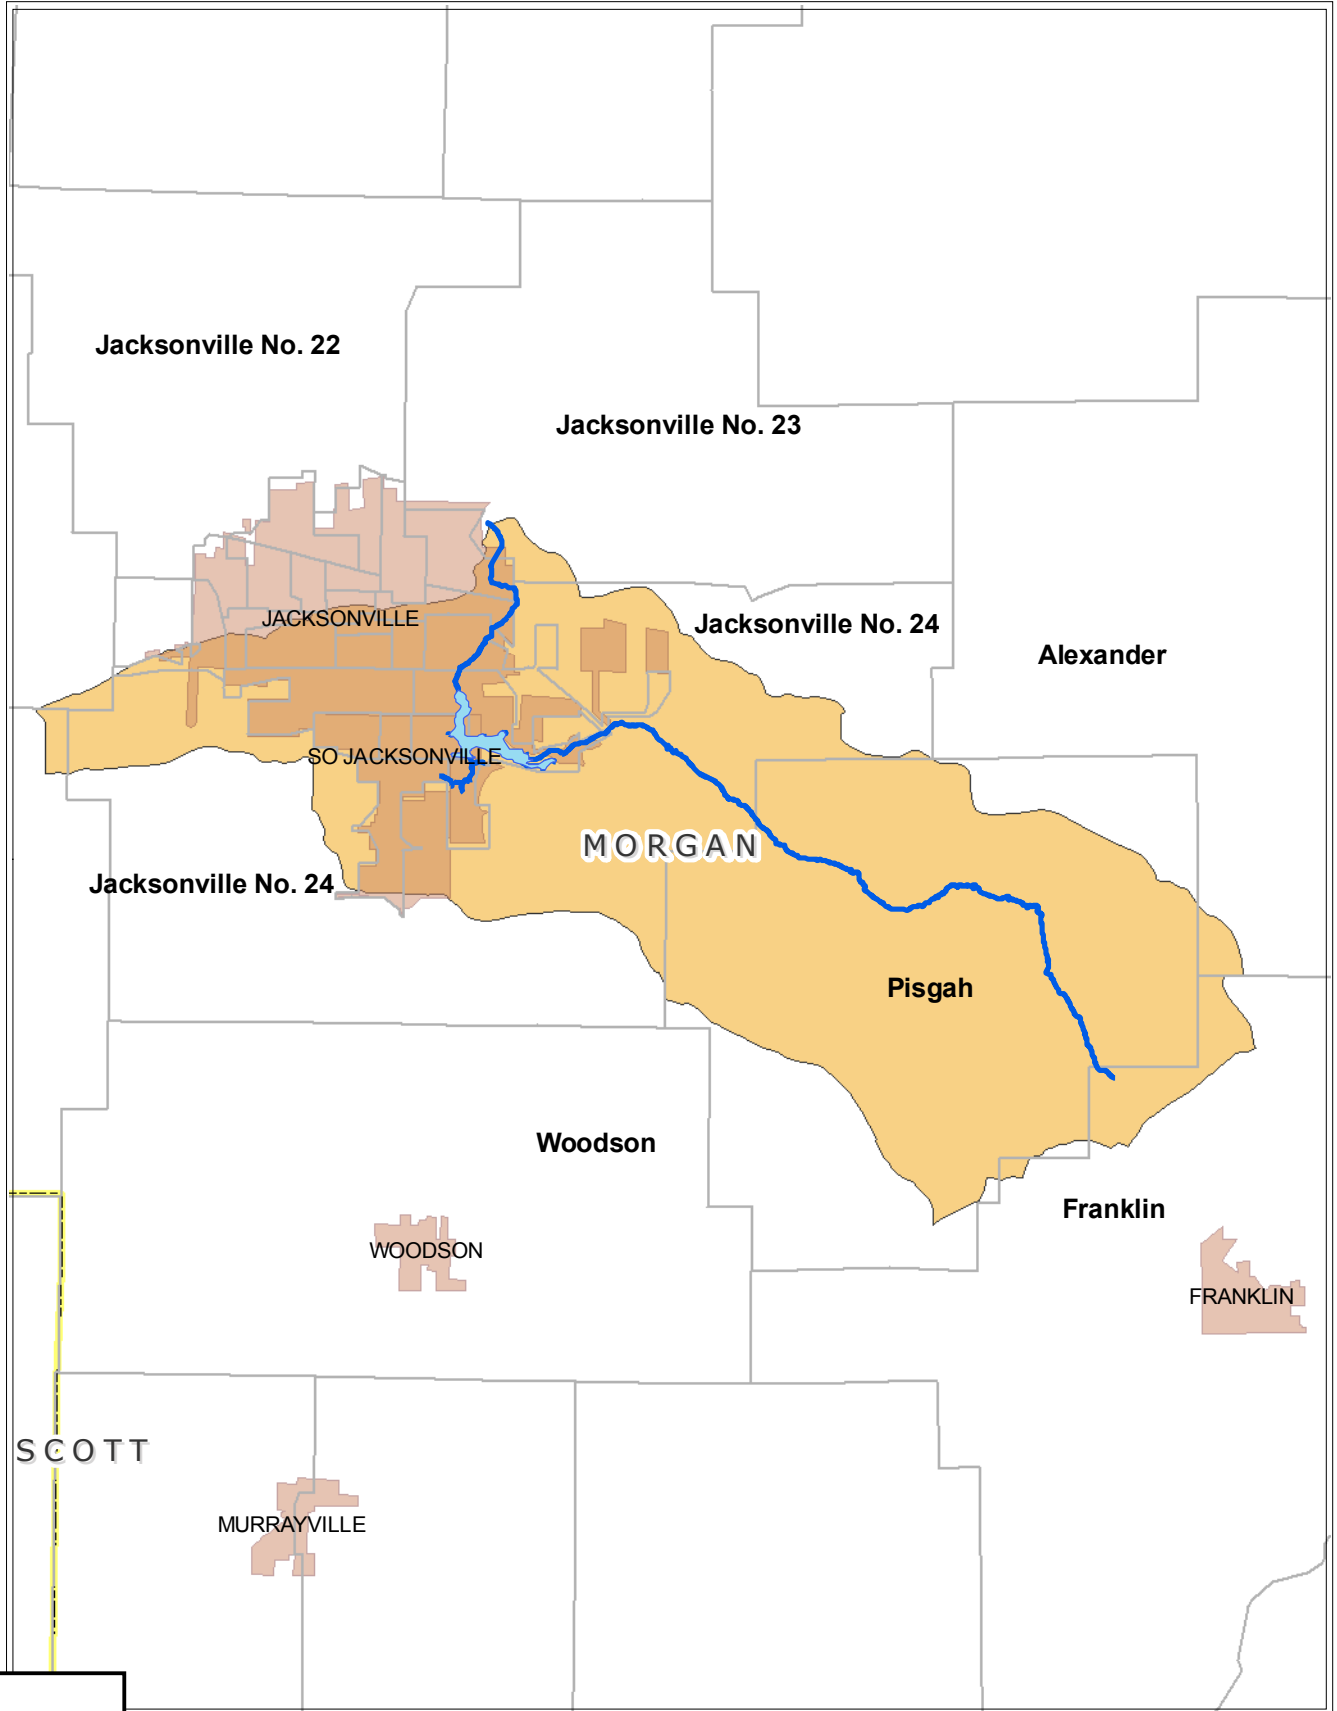 Jacksonville No. 22
Jacksonville No. 23
JACKSONVILLE
Jacksonville No. 24
Alexander
SO JACKSONVILLE
MORGAN
Jacksonville No. 24
Pisgah
Woodson
Franklin
WOODSON
FRANKLIN
SCOTT
MURRAYVILLE